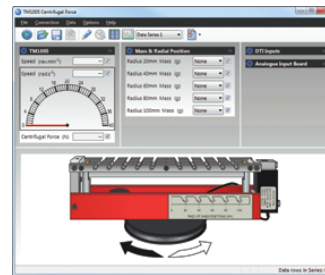 TM1005 Centrifugal Force
File Connection Data Options Help
Data Series 1
TM1005
Speed (rev.min⁻¹)
Speed (rad.s⁻¹)
Centrifugal Force (N)
Mass & Radial Position
Radius 20mm Mass (g) None
Radius 40mm Mass (g) None
Radius 60mm Mass (g) None
Radius 80mm Mass (g) None
Radius 100mm Mass (g) None
DTI Inputs
Analogue Input Board
Data rows in Series